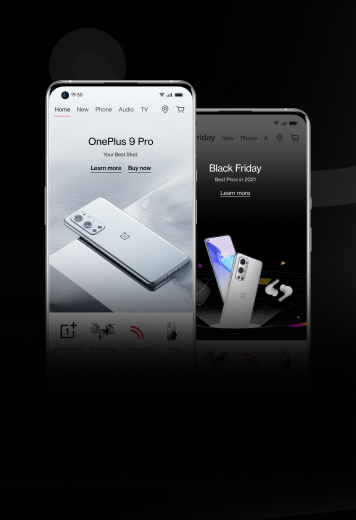 19:30
Home New Phone Audio TV
OnePlus 9 Pro
Your Best Shot.
Learn more Buy now
riday New Phone A
Black Friday
Best Price in 2021
Learn more